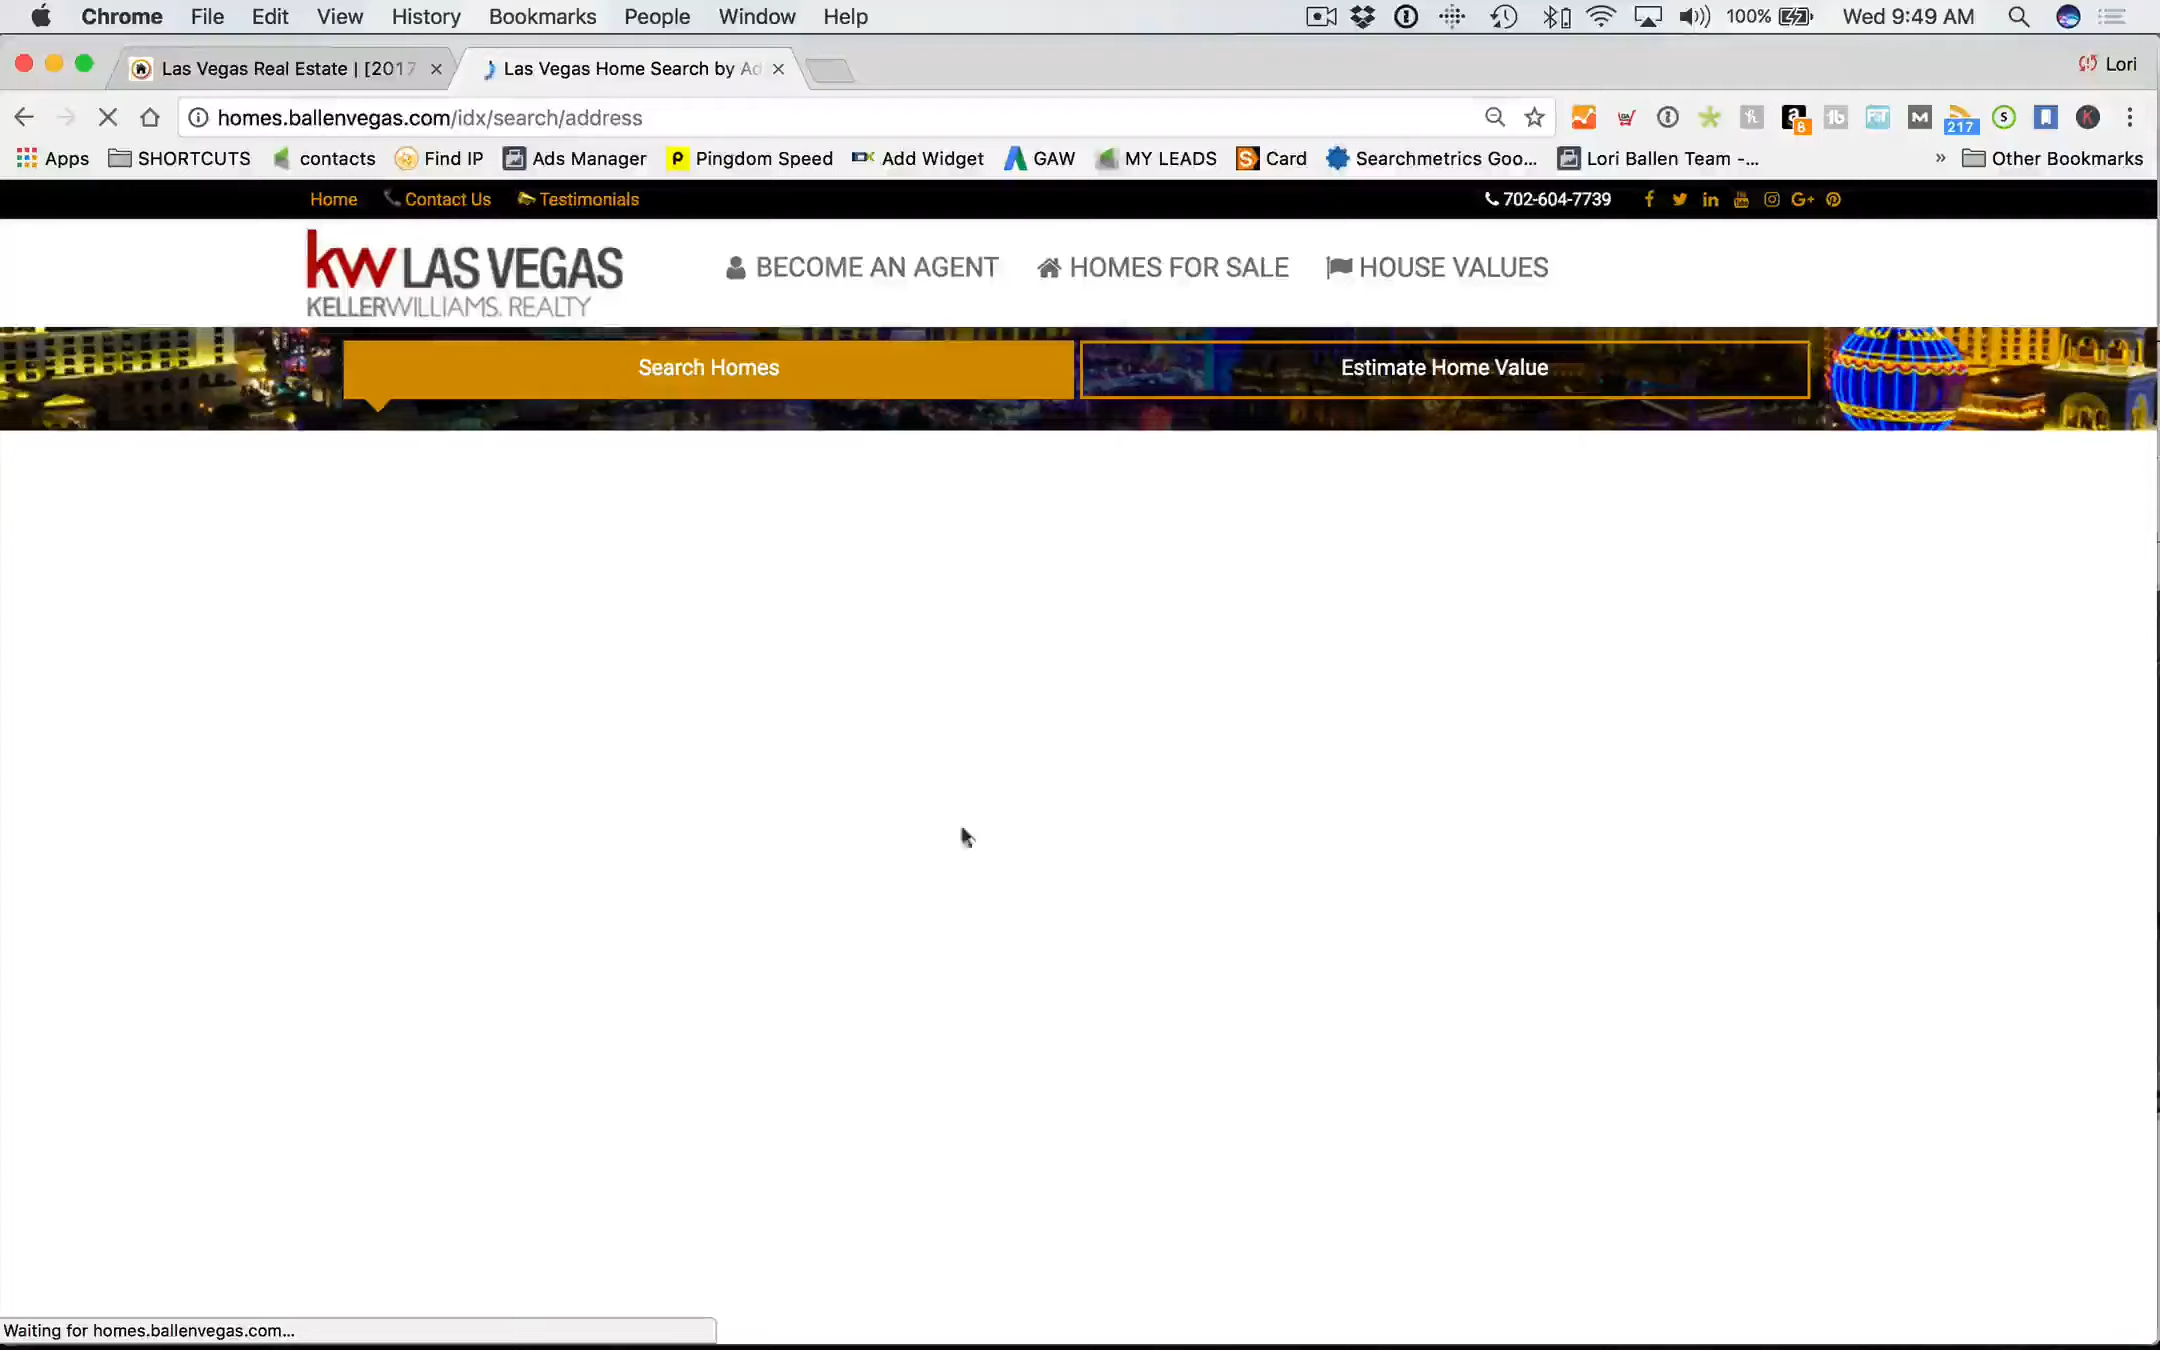 Chrome File Edit View History Bookmarks People Window Help 100% Wed 9:49 AM
Las Vegas Real Estate | [2017 Las Vegas Home Search by Ad Lori
homes.ballenvegas.com/idx/search/address 217
Apps SHORTCUTS contacts Find IP Ads Manager Pingdom Speed Add Widget GAW MY LEADS Card Searchmetrics Goo... Lori Ballen Team -... » Other Bookmarks
Home Contact Us Testimonials 702-604-7739
kw LAS VEGAS
KELLERWILLIAMS. REALTY
BECOME AN AGENT HOMES FOR SALE HOUSE VALUES
Search Homes Estimate Home Value
Waiting for homes.ballenvegas.com...